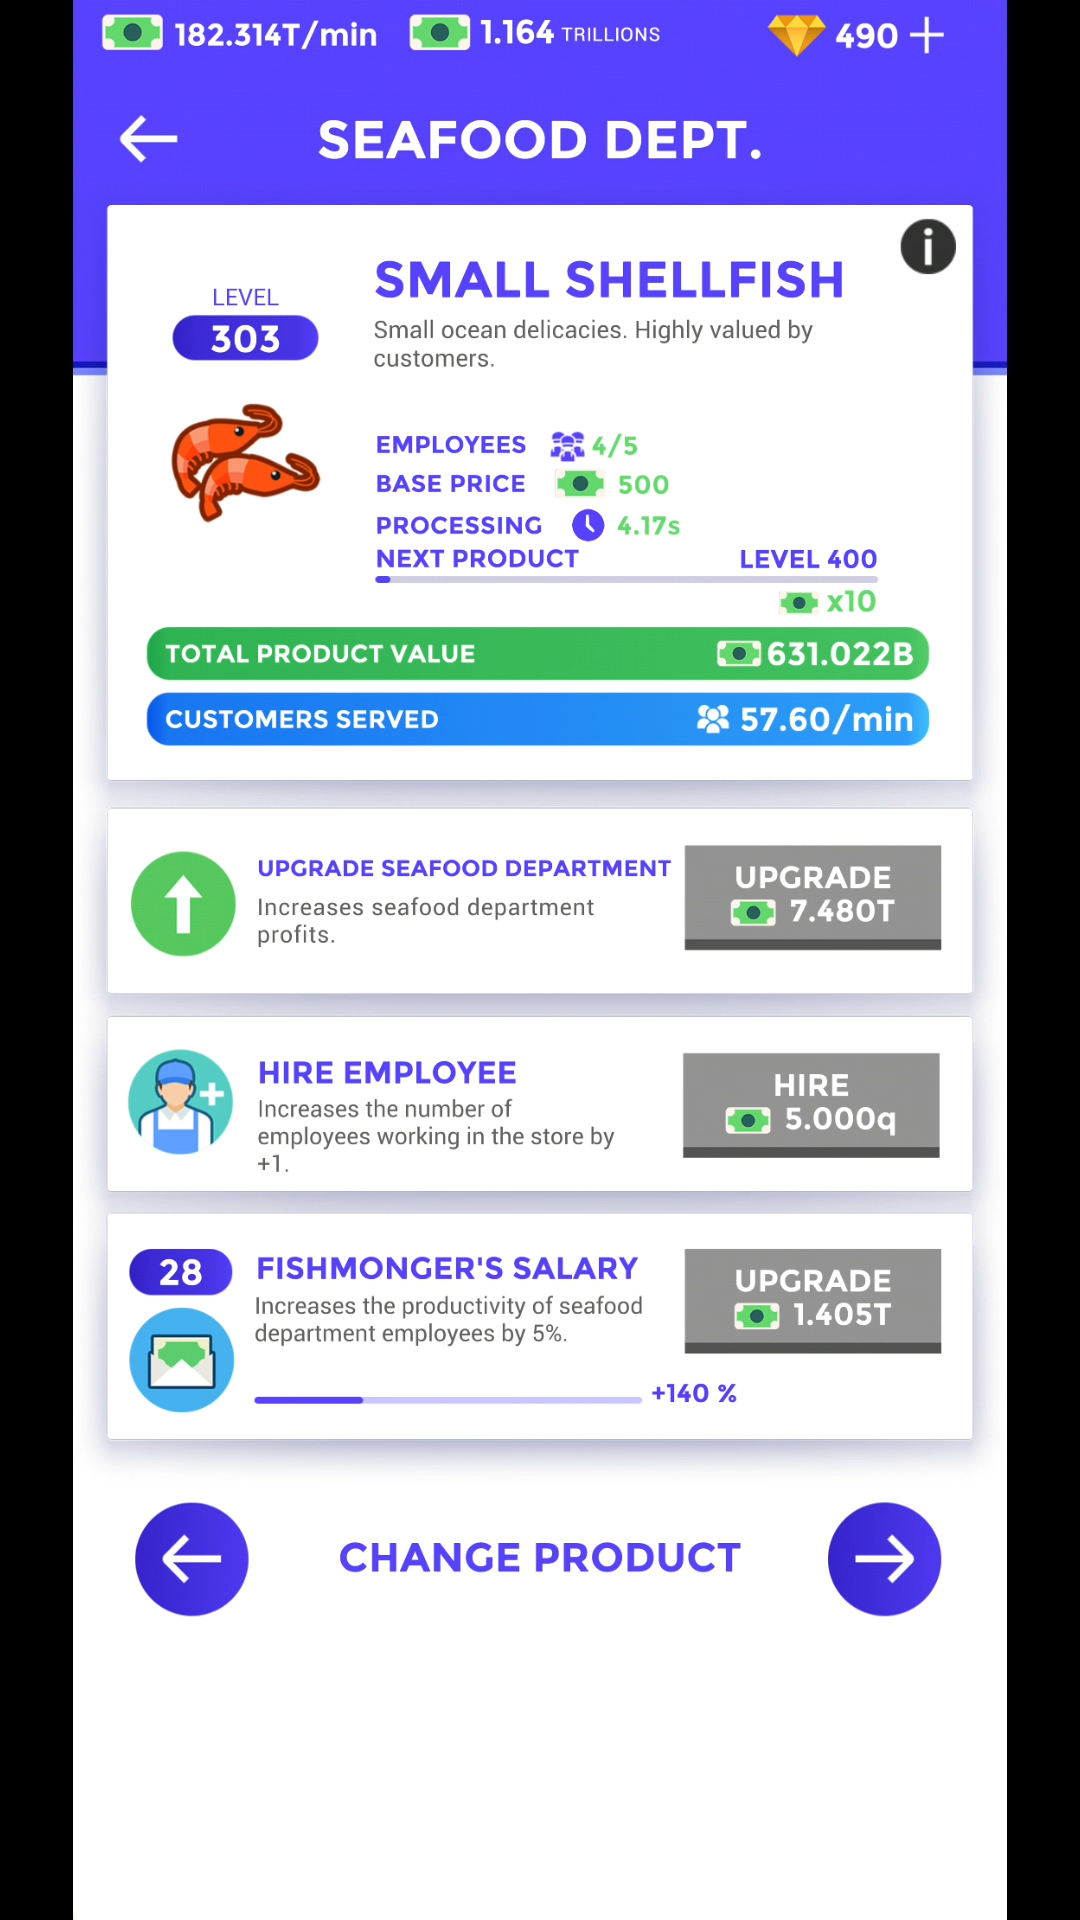 182.314T/min 1.164 TRILLIONS 490 +
SEAFOOD DEPT.
i
SMALL SHELLFISH
LEVEL
303
Small ocean delicacies. Highly valued by
customers.
EMPLOYEES 4/5
BASE PRICE 500
PROCESSING 4.17s
NEXT PRODUCT LEVEL 400
x10
TOTAL PRODUCT VALUE 631.022B
CUSTOMERS SERVED 57.60/min
UPGRADE SEAFOOD DEPARTMENT
Increases seafood department
profits.
UPGRADE
7.480T
HIRE EMPLOYEE
Increases the number of
employees working in the store by
+1.
HIRE
5.000q
28
FISHMONGER'S SALARY
Increases the productivity of seafood
department employees by 5%.
+140 %
UPGRADE
1.405T
CHANGE PRODUCT